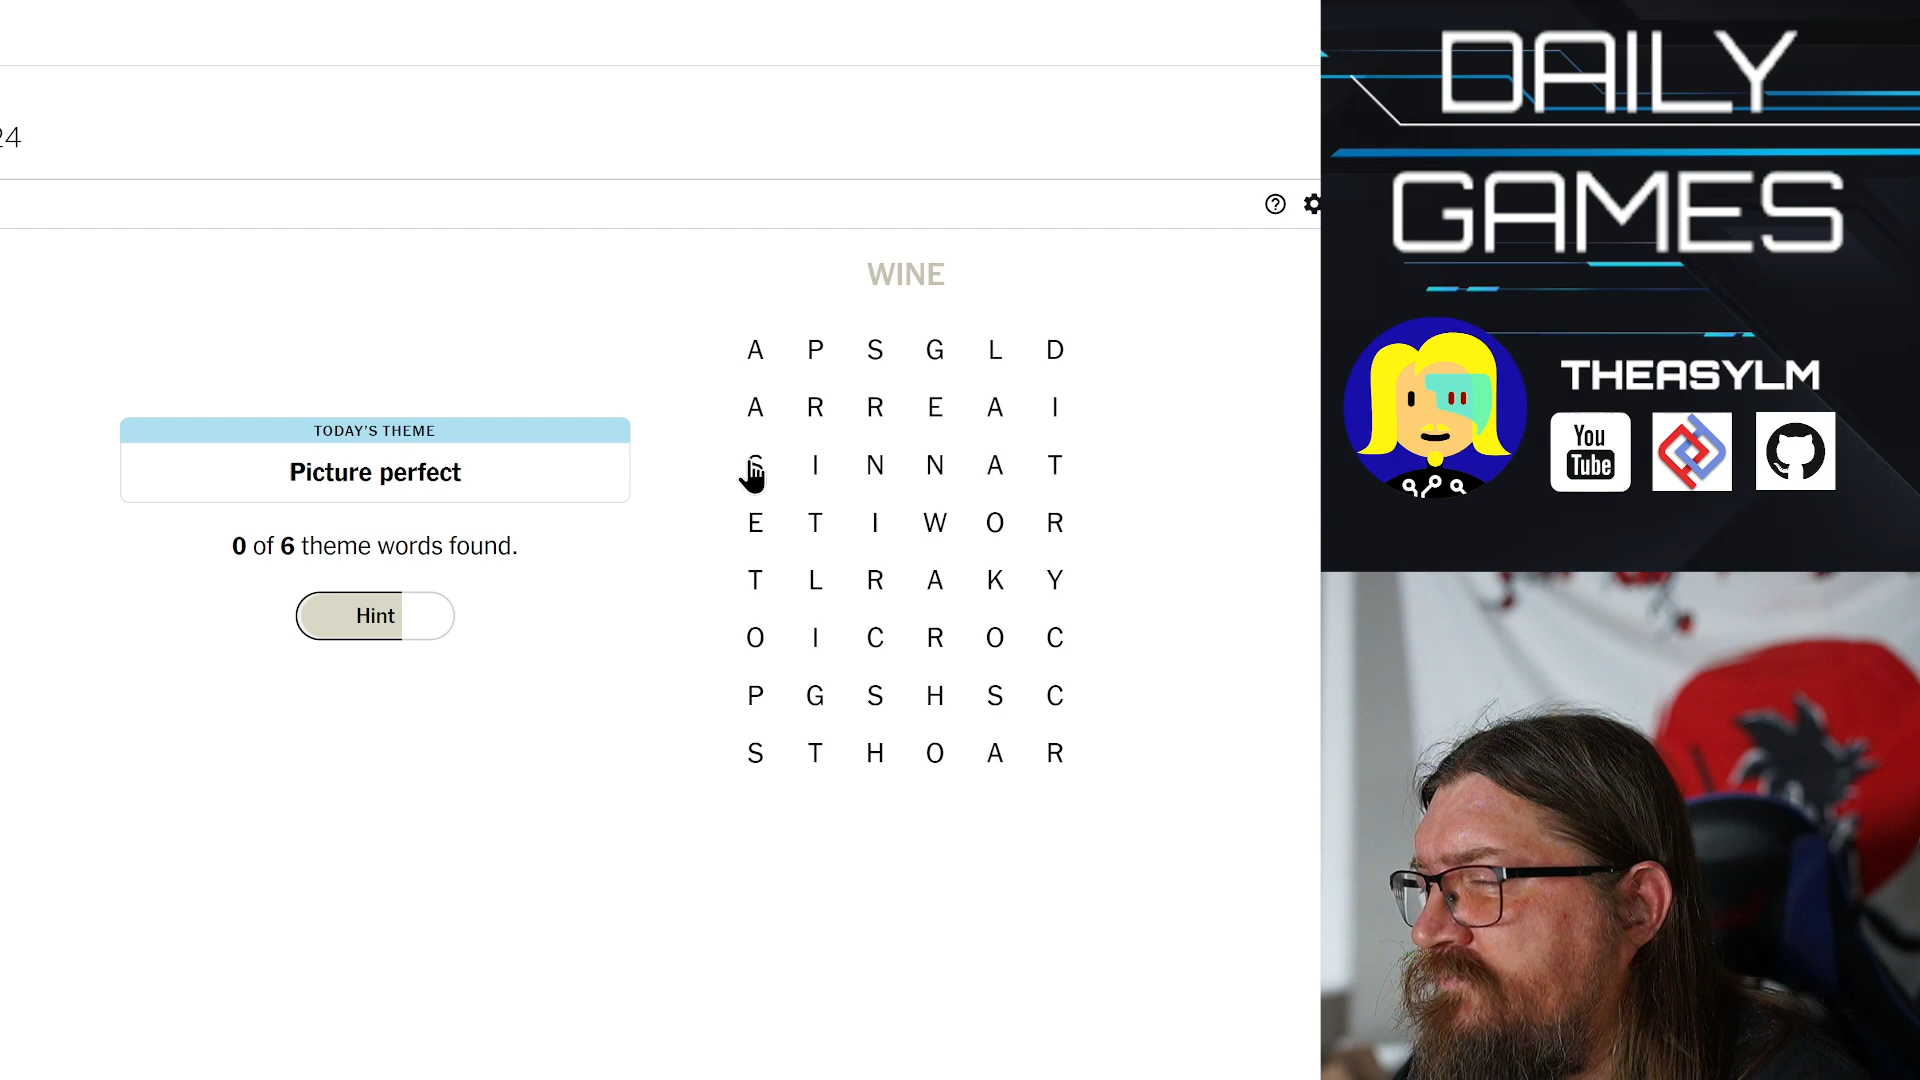 DAILY
GAMES
24
WINE
TODAY'S THEME
Picture perfect
0 of 6 theme words found.
Hint
A P S G L D
A R R E A I
S I N N A T
E T I W O R
T L R A K Y
O I C R O C
P G S H S C
S T H O A R
THEASYLM
You
Tube